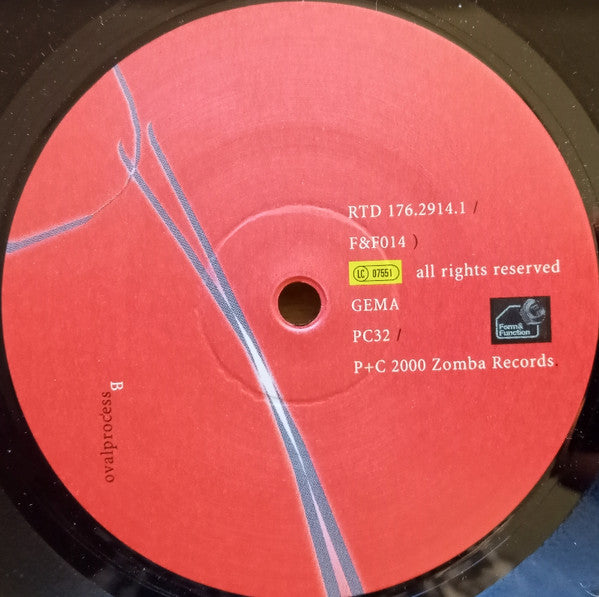 RTD 176.2914.1 /
F&F014 )
LC 07551 all rights reserved
GEMA
PC32 /
P+C 2000 Zomba Records.
Form&
Function
ovalprocess B